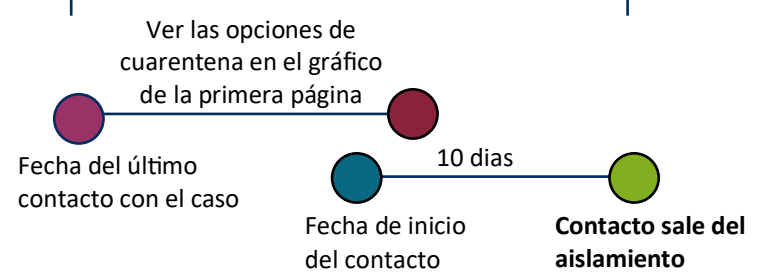 Ver las opciones de
cuarentena en el gráfico
de la primera página
Fecha del último
contacto con el caso
10 dias
Fecha de inicio
del contacto
Contacto sale del
aislamiento